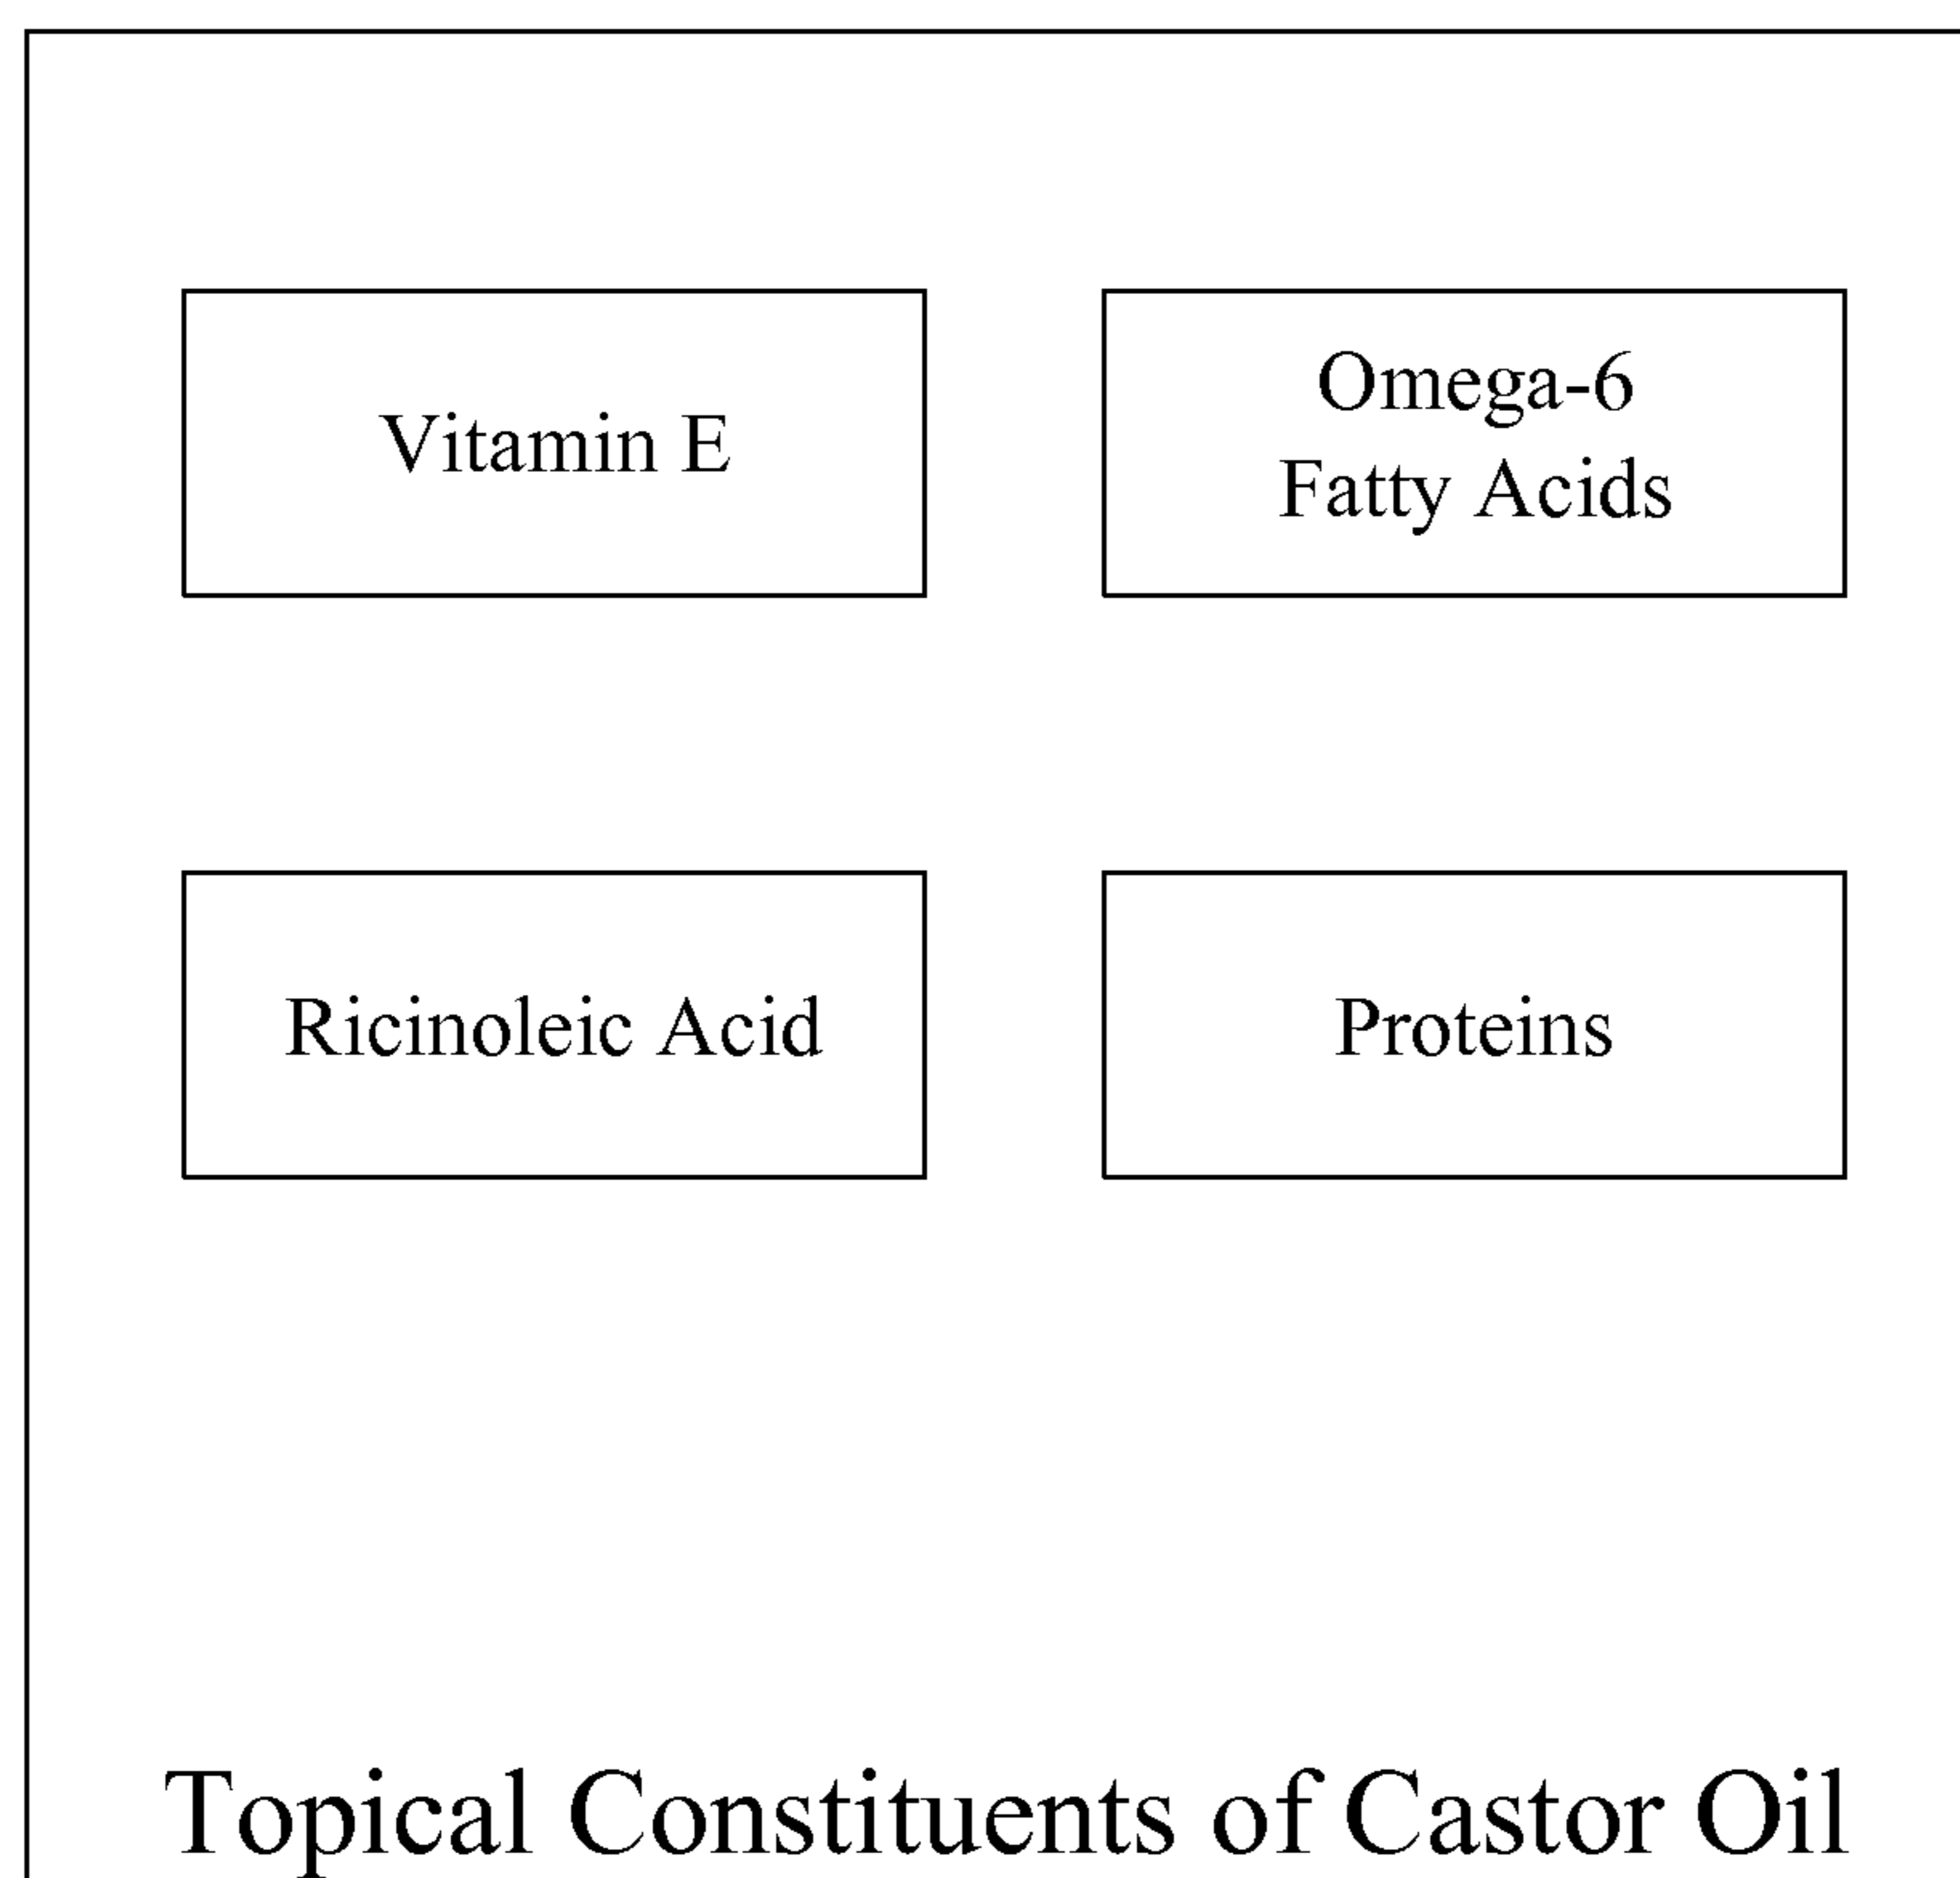 Vitamin E
Omega-6
Fatty Acids
Ricinoleic Acid
Proteins
Topical Constituents of Castor Oil